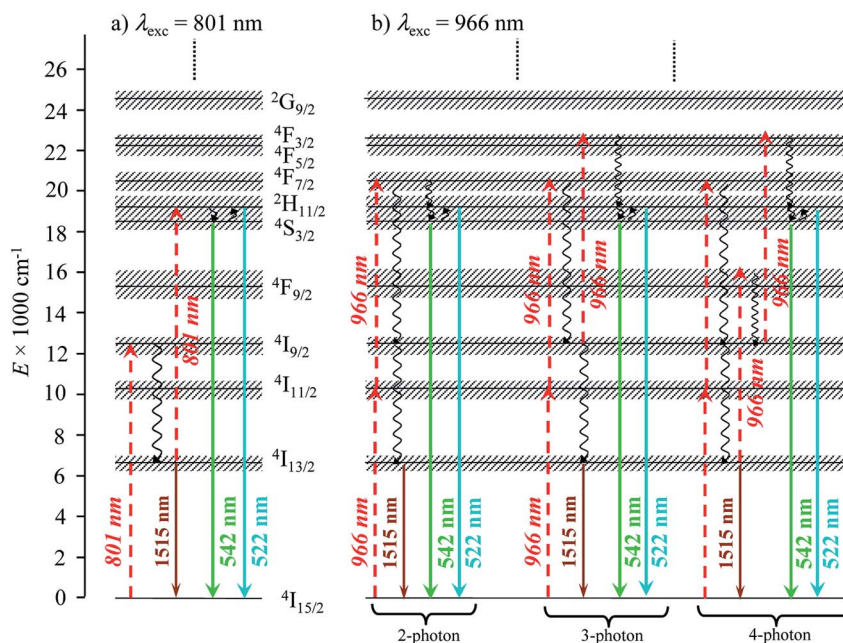 a) λexc = 801 nm
b) λexc = 966 nm
E × 1000 cm⁻¹
26
24
22
20
18
16
14
12
10
8
6
4
2
0
²G₉/₂
⁴F₃/₂
⁴F₅/₂
⁴F₇/₂
²H₁₁/₂
⁴S₃/₂
⁴F₉/₂
⁴I₉/₂
⁴I₁₁/₂
⁴I₁₃/₂
⁴I₁₅/₂
801 nm
1515 nm
801 nm
542 nm
522 nm
966 nm
966 nm
1515 nm
542 nm
522 nm
966 nm
966 nm
966 nm
1515 nm
542 nm
522 nm
966 nm
966 nm
966 nm
966 nm
1515 nm
542 nm
522 nm
2-photon
3-photon
4-photon